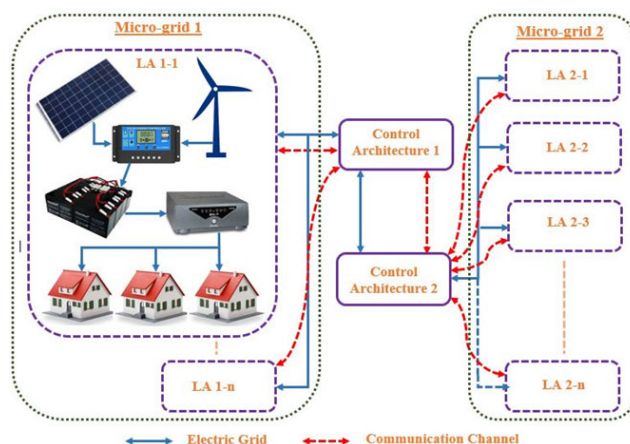 Micro-grid 1
Micro-grid 2
LA 1-1
LA 2-1
Control
Architecture 1
LA 2-2
LA 2-3
Control
Architecture 2
LA 1-n
LA 2-n
Electric Grid
Communication Channel